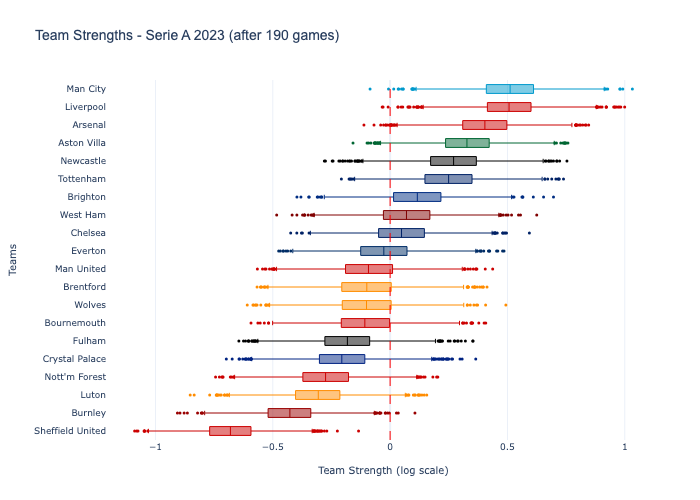 Team Strengths - Serie A 2023 (after 190 games)
Man City
Liverpool
Arsenal
Aston Villa
Newcastle
Tottenham
Brighton
West Ham
Chelsea
Everton
Man United
Brentford
Wolves
Bournemouth
Fulham
Crystal Palace
Nott'm Forest
Luton
Burnley
Sheffield United
Teams
−1 −0.5 0 0.5 1
Team Strength (log scale)